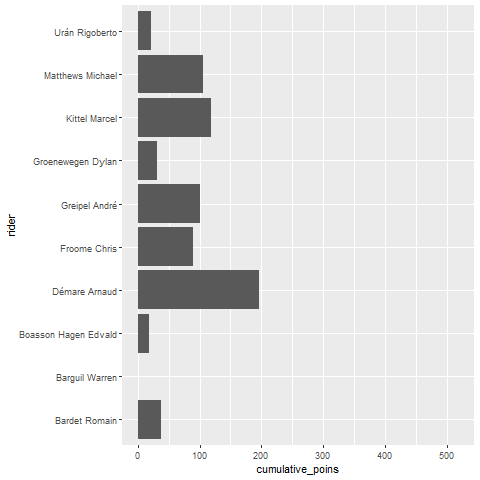 Urán Rigoberto
Matthews Michael
Kittel Marcel
Groenewegen Dylan
Greipel André
Froome Chris
Démare Arnaud
Boasson Hagen Edvald
Barguil Warren
Bardet Romain
rider
0 100 200 300 400 500
cumulative_poins